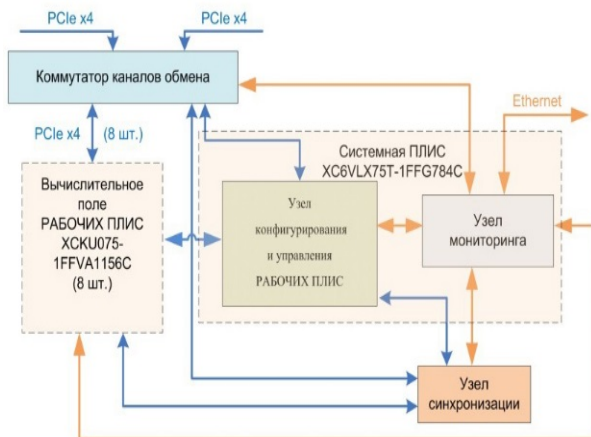 PCIe x4
PCIe x4
Коммутатор каналов обмена
Ethernet
PCIe x4
(8 шт.)
Системная ПЛИС
XC6VLX75T-1FFG784C
Вычислительное
поле
РАБОЧИХ ПЛИС
XCKU075-
1FFVA1156C
(8 шт.)
Узел
конфигурирования
и управления
РАБОЧИХ ПЛИС
Узел
мониторинга
Узел
синхронизации